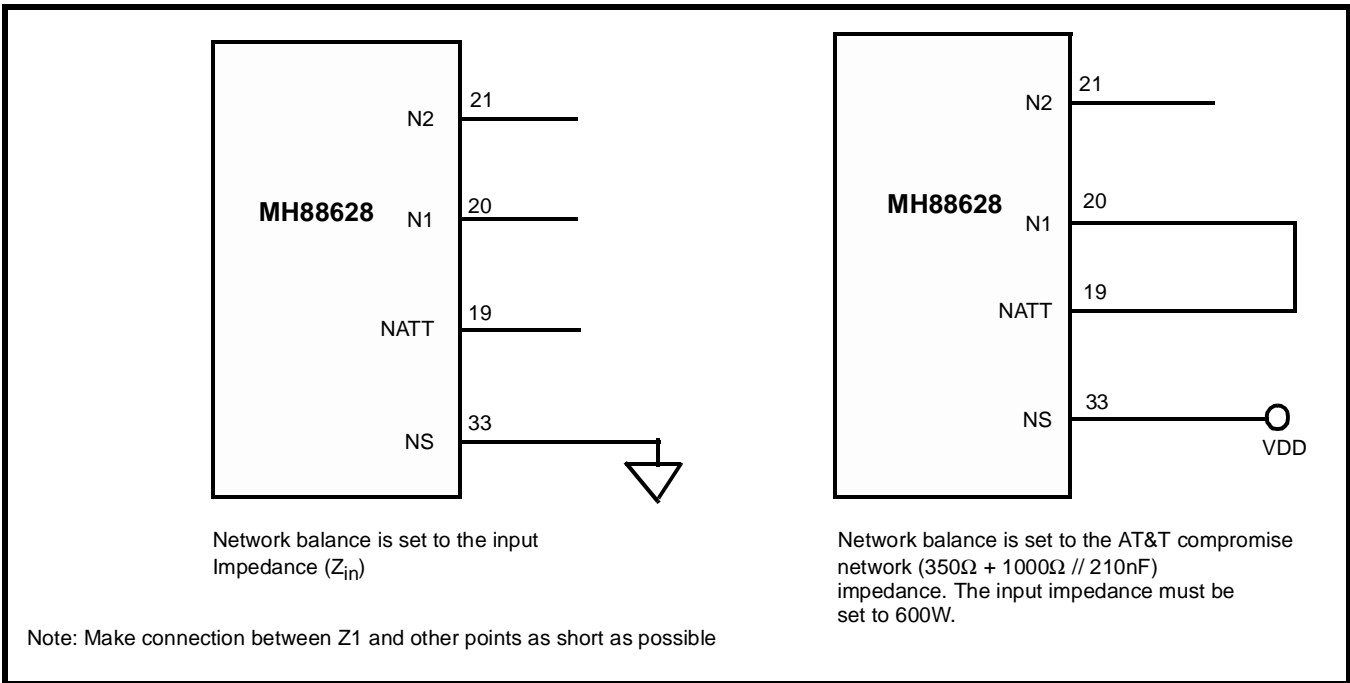 N2
21
MH88628
N1
20
NATT
19
NS
33
Network balance is set to the input
Impedance (Zin)
N2
21
MH88628
N1
20
NATT
19
NS
33
VDD
Network balance is set to the AT&T compromise
network (350Ω + 1000Ω // 210nF)
impedance. The input impedance must be
set to 600W.
Note: Make connection between Z1 and other points as short as possible